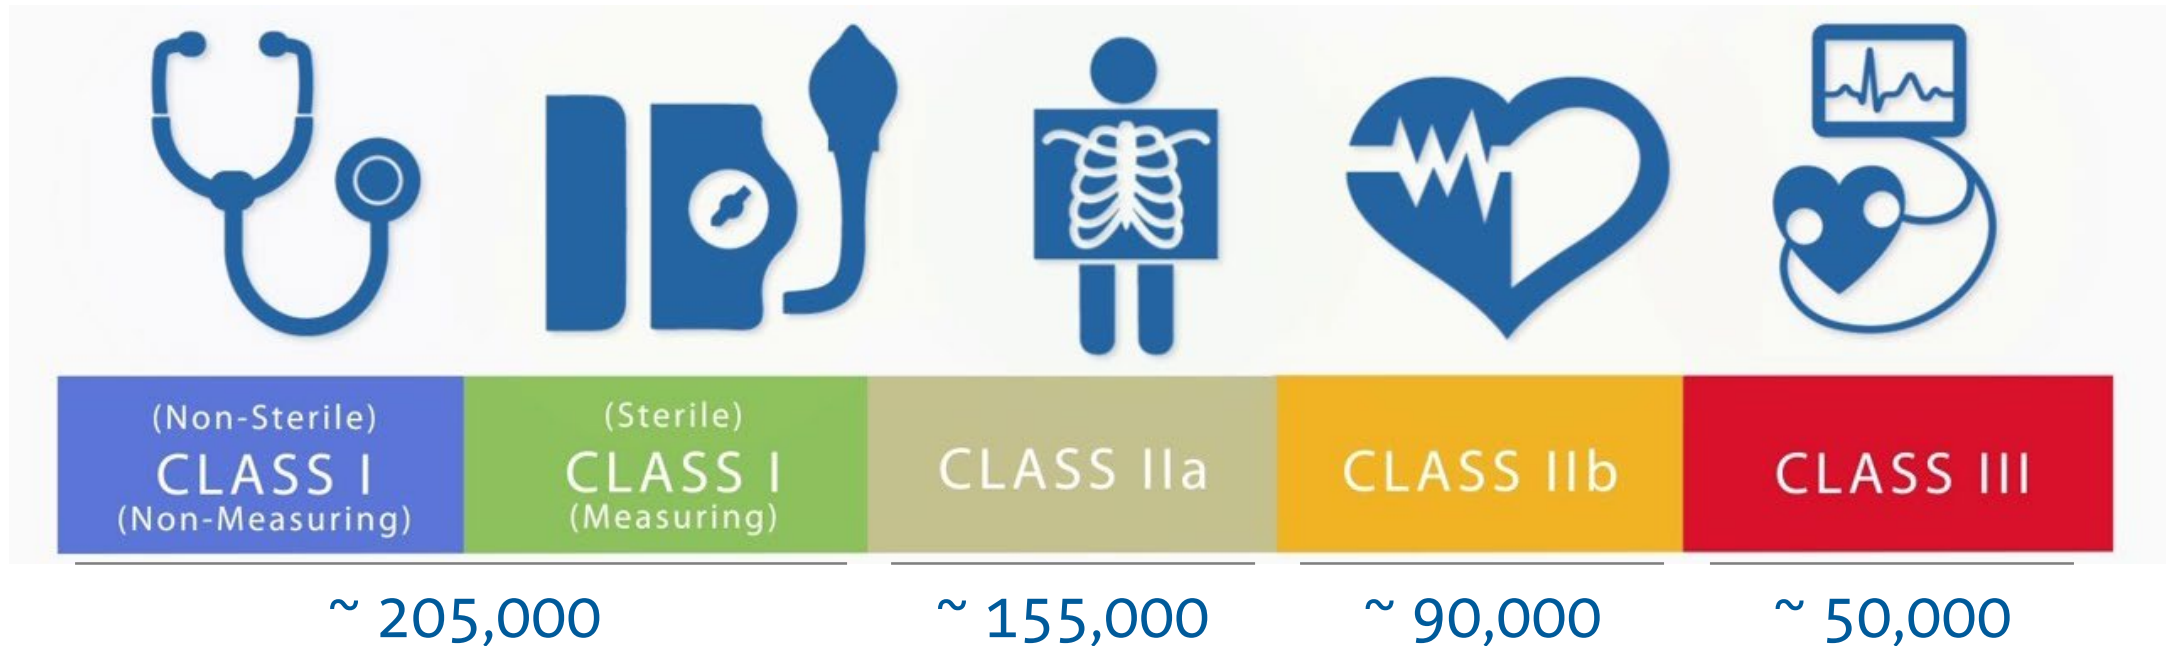 (Non-Sterile)
CLASS I
(Non-Measuring)
(Sterile)
CLASS I
(Measuring)
CLASS IIa
CLASS IIb
CLASS III
~ 205,000
~ 155,000
~ 90,000
~ 50,000